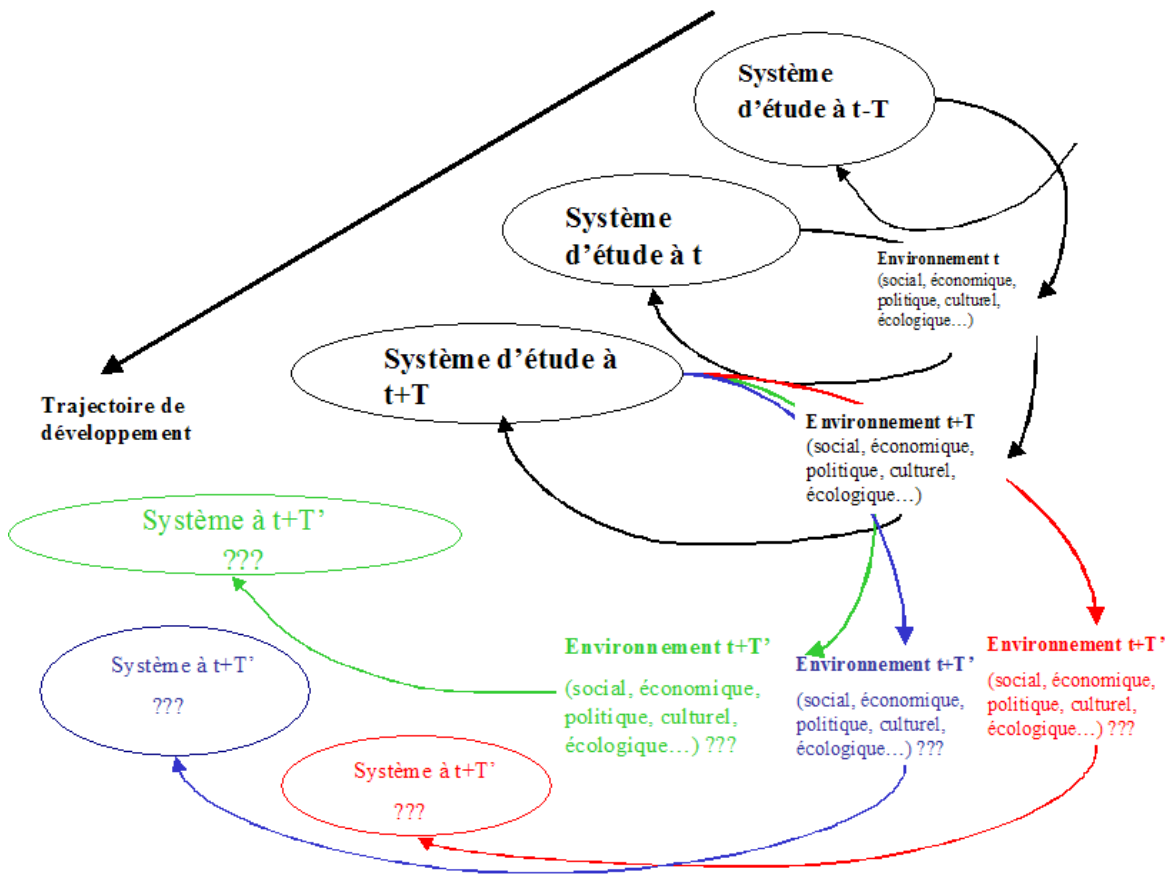 Système
d'étude à t-T
Système
d'étude à t
Environnement t
(social, économique,
politique, culturel,
écologique…)
Système d'étude à
t+T
Trajectoire de
développement
Environnement t+T
(social, économique,
politique, culturel,
écologique…)
Système à t+T'
???
Système à t+T'
???
Environnement t+T'
(social, économique,
politique, culturel,
écologique…) ???
Environnement t+T'
(social, économique,
politique, culturel,
écologique…) ???
Environnement t+T'
(social, économique,
politique, culturel,
écologique…) ???
Système à t+T'
???